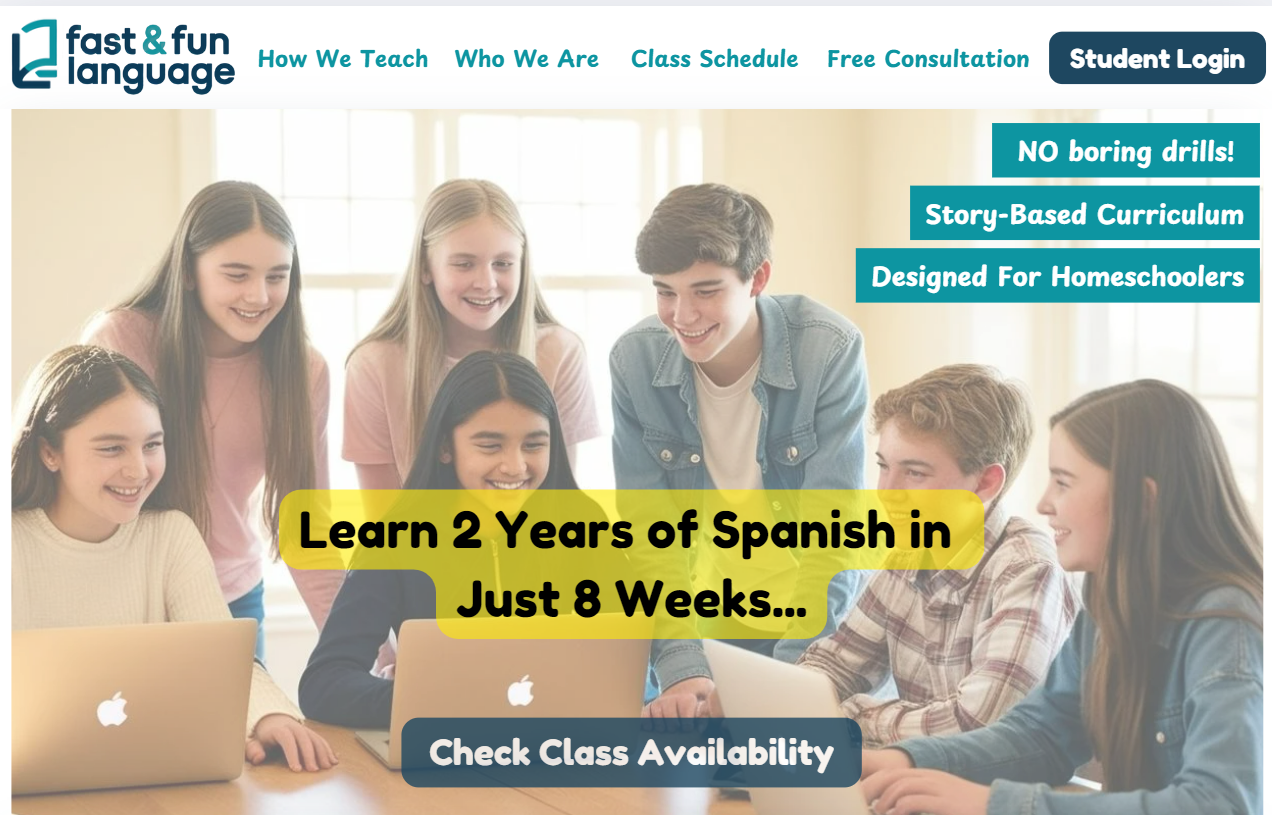 fast & fun
language
How We Teach
Who We Are
Class Schedule
Free Consultation
Student Login
NO boring drills!
Story-Based Curriculum
Designed For Homeschoolers
Learn 2 Years of Spanish in
Just 8 Weeks...
Check Class Availability